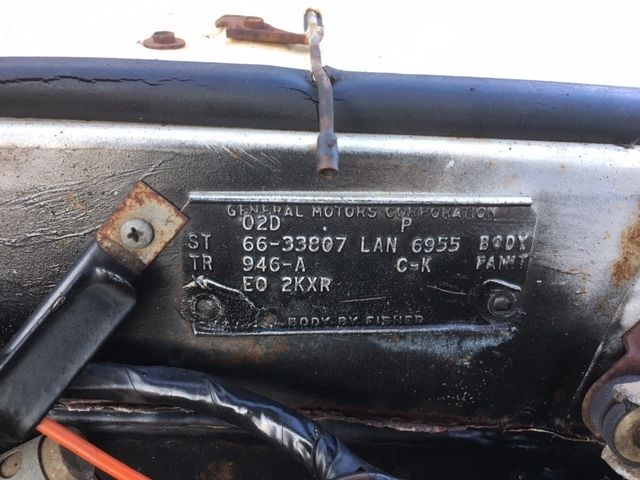 GENERAL MOTORS CORPORATION
02D P
ST 66-33807 LAN 6955 BODY
TR 946-A C-K PAINT
E0 2KXR
BODY BY FISHER